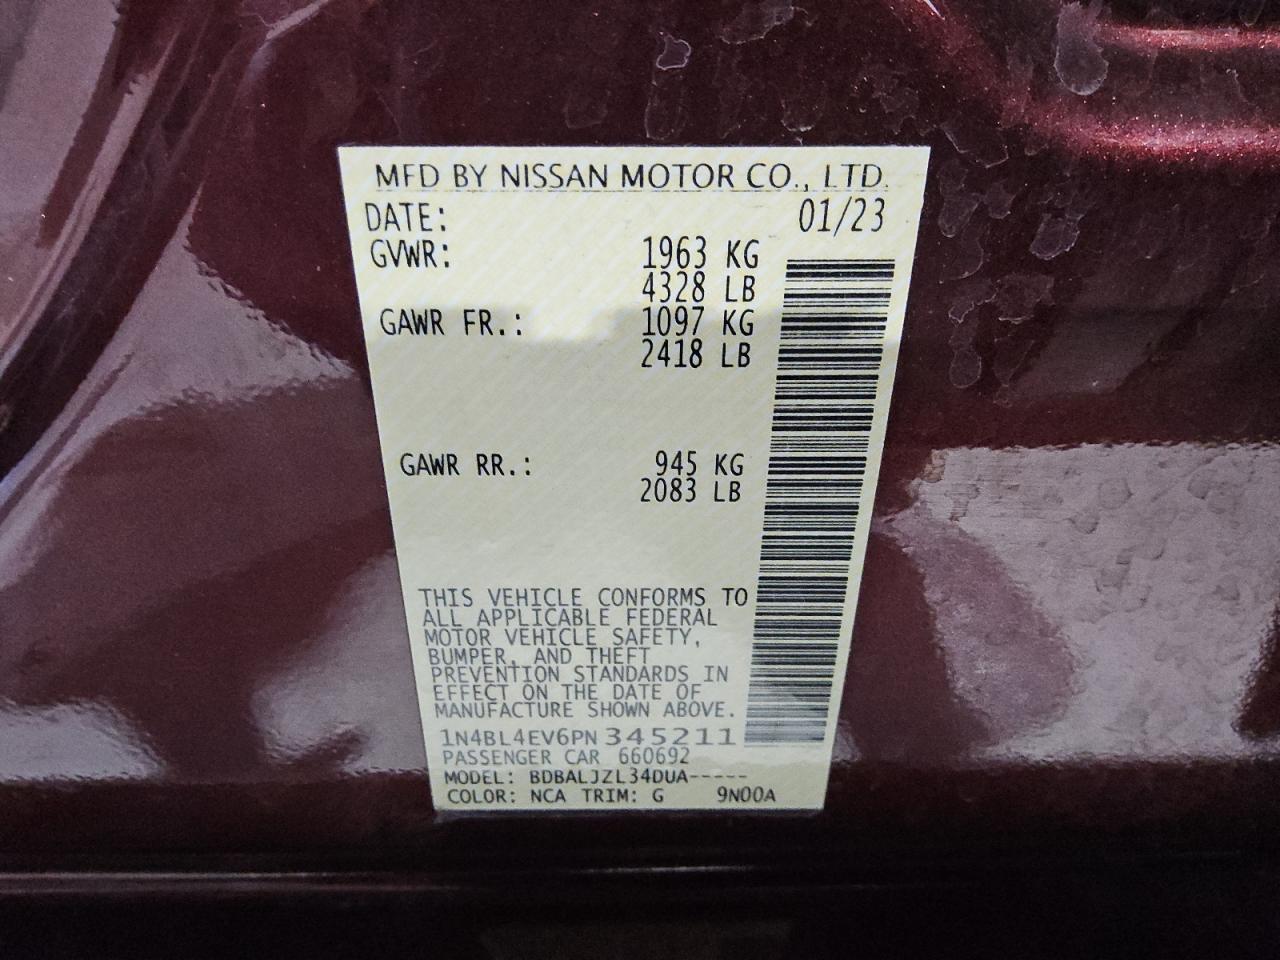 MFD BY NISSAN MOTOR CO., LTD.
DATE: 01/23
GVWR: 1963 KG
4328 LB
GAWR FR.: 1097 KG
2418 LB
GAWR RR.: 945 KG
2083 LB
THIS VEHICLE CONFORMS TO
ALL APPLICABLE FEDERAL
MOTOR VEHICLE SAFETY,
BUMPER, AND THEFT
PREVENTION STANDARDS IN
EFFECT ON THE DATE OF
MANUFACTURE SHOWN ABOVE.
1N4BL4EV6PN345211
PASSENGER CAR 660692
MODEL: BDBALJZL34DUA-----
COLOR: NCA TRIM: G 9N00A